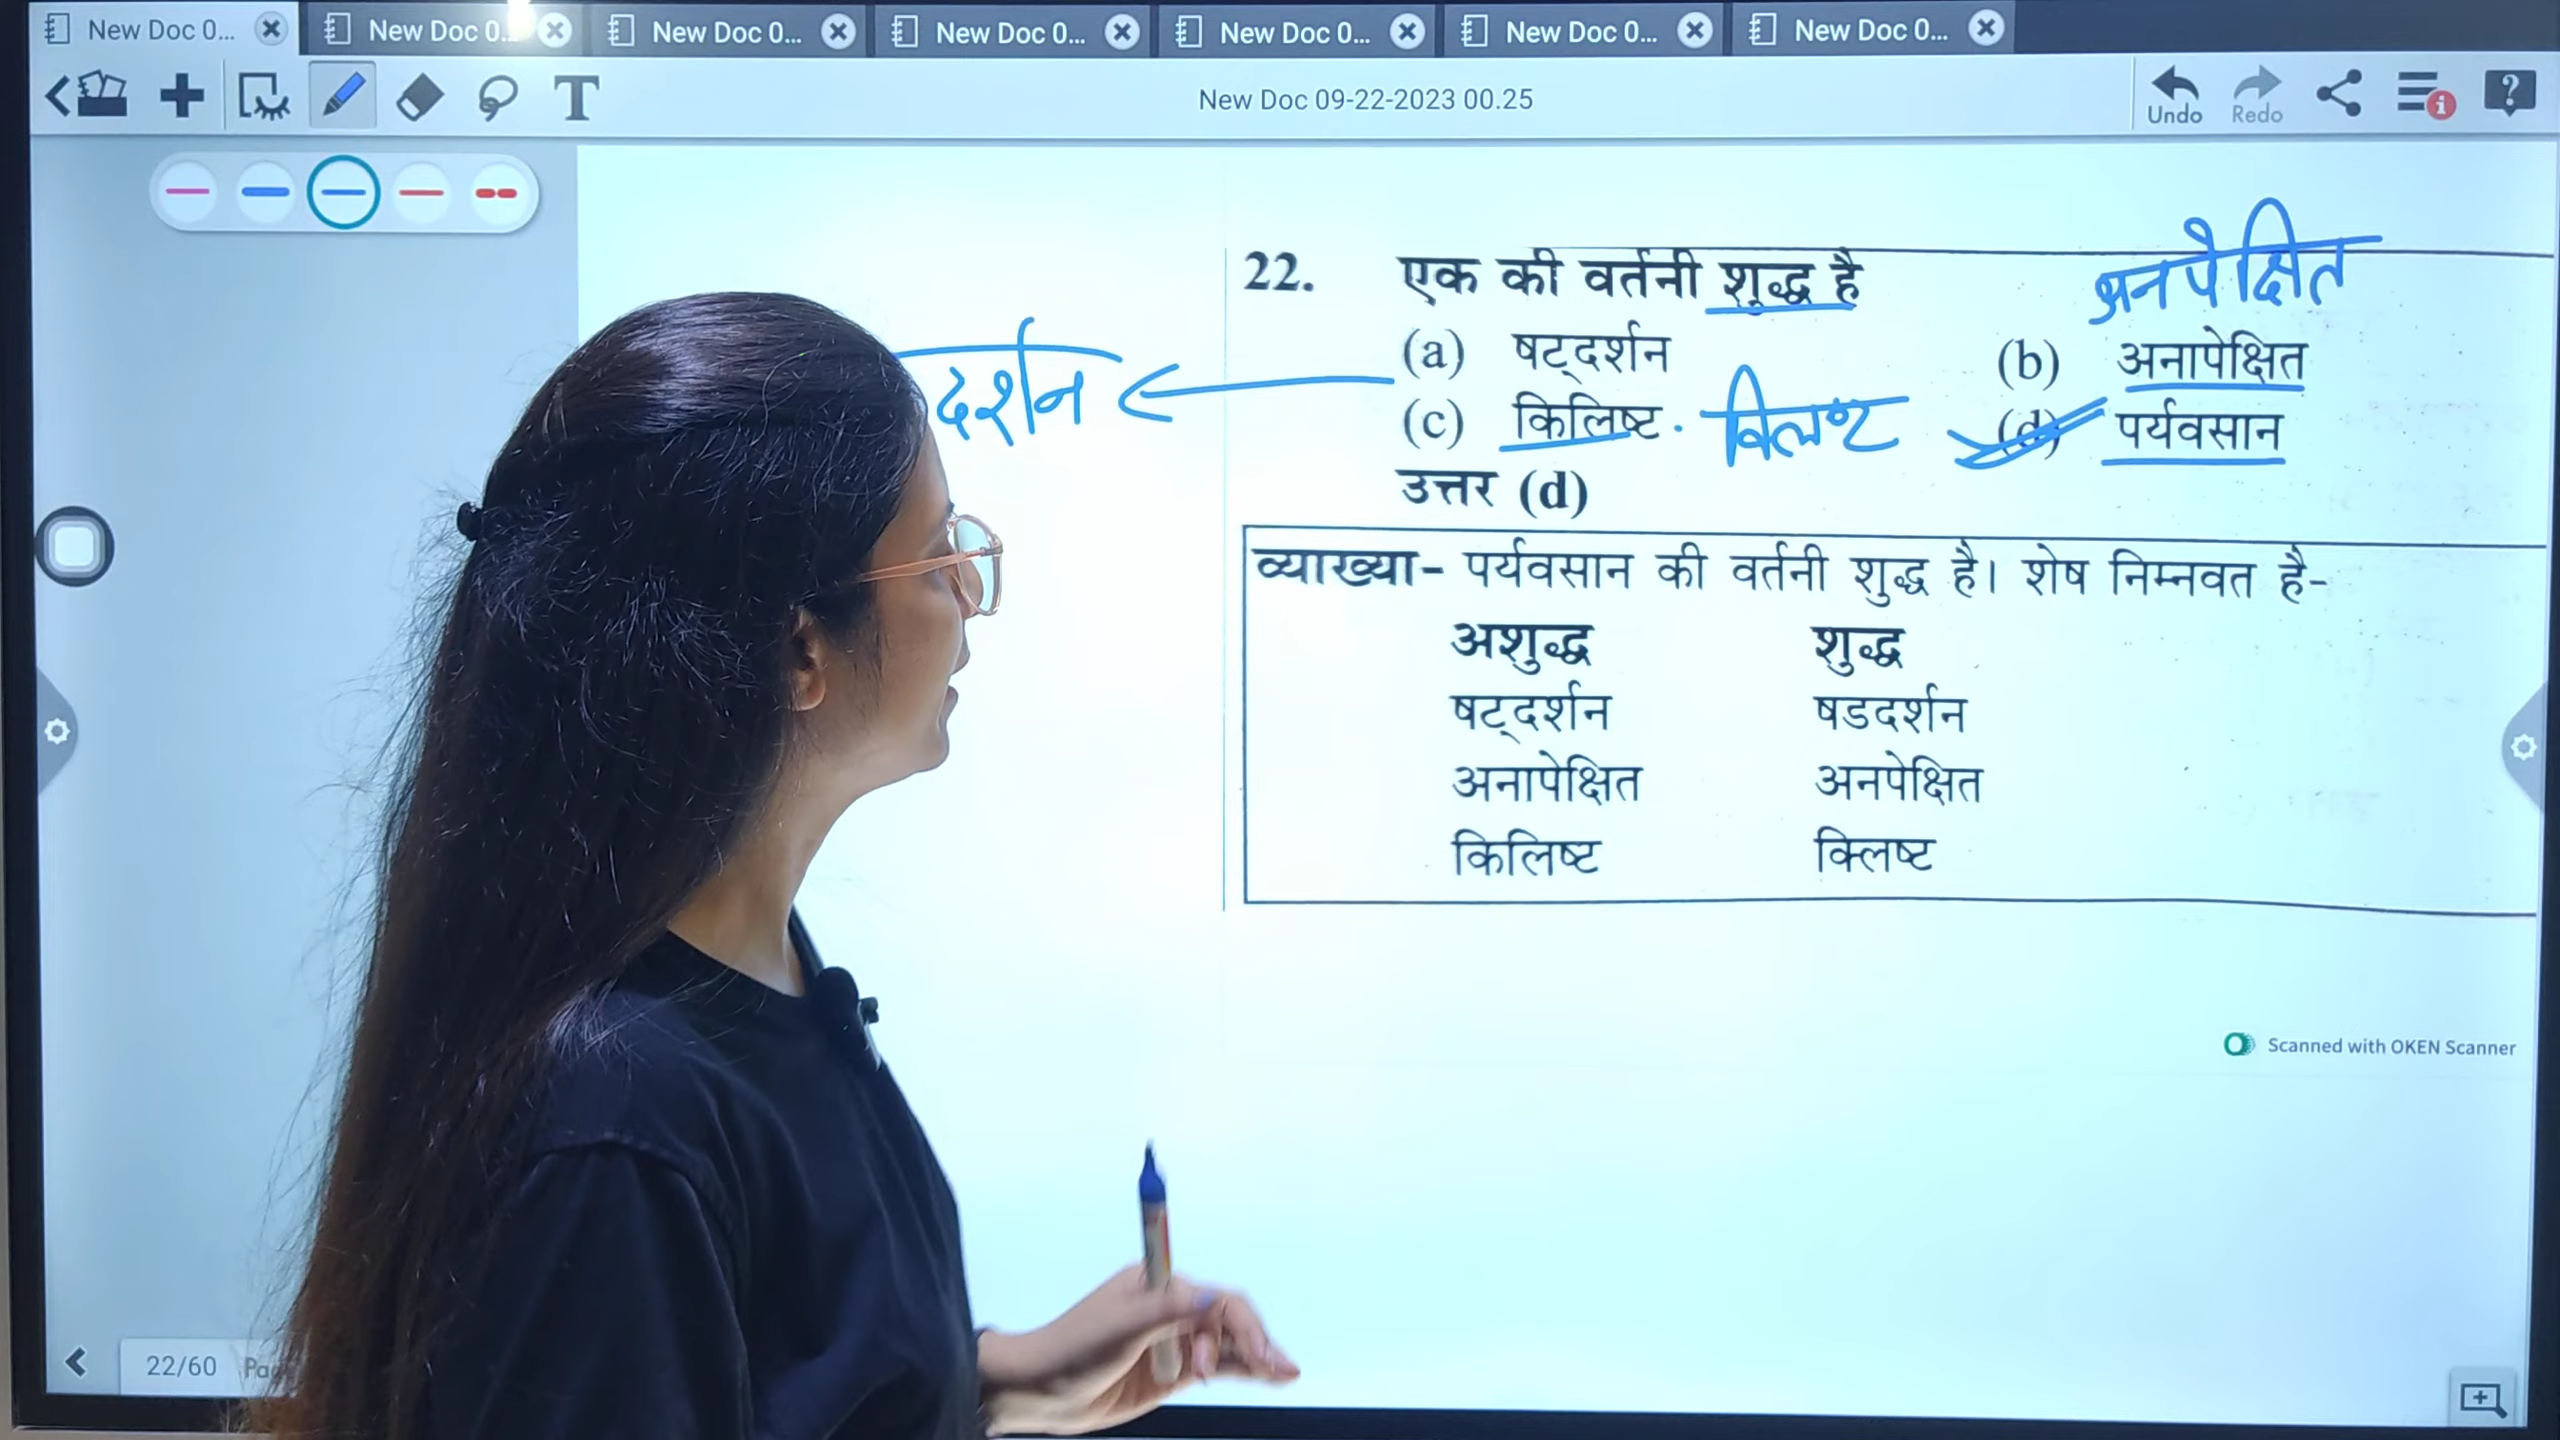 New Doc 0...
New Doc 0...
New Doc 0...
New Doc 0...
New Doc 0...
New Doc 0...
New Doc 0...
T
New Doc 09-22-2023 00.25
Undo
Redo
अनपेक्षित
22. एक की वर्तनी शुद्ध है
(a) षट्दर्शन (b) अनापेक्षित
दर्शन
(c) किलिष्ट क्लिष्ट (d) पर्यवसान
उत्तर (d)
व्याख्या- पर्यवसान की वर्तनी शुद्ध है। शेष निम्नवत है-
अशुद्ध शुद्ध
षट्दर्शन षडदर्शन
अनापेक्षित अनपेक्षित
किलिष्ट क्लिष्ट
Scanned with OKEN Scanner
22/60